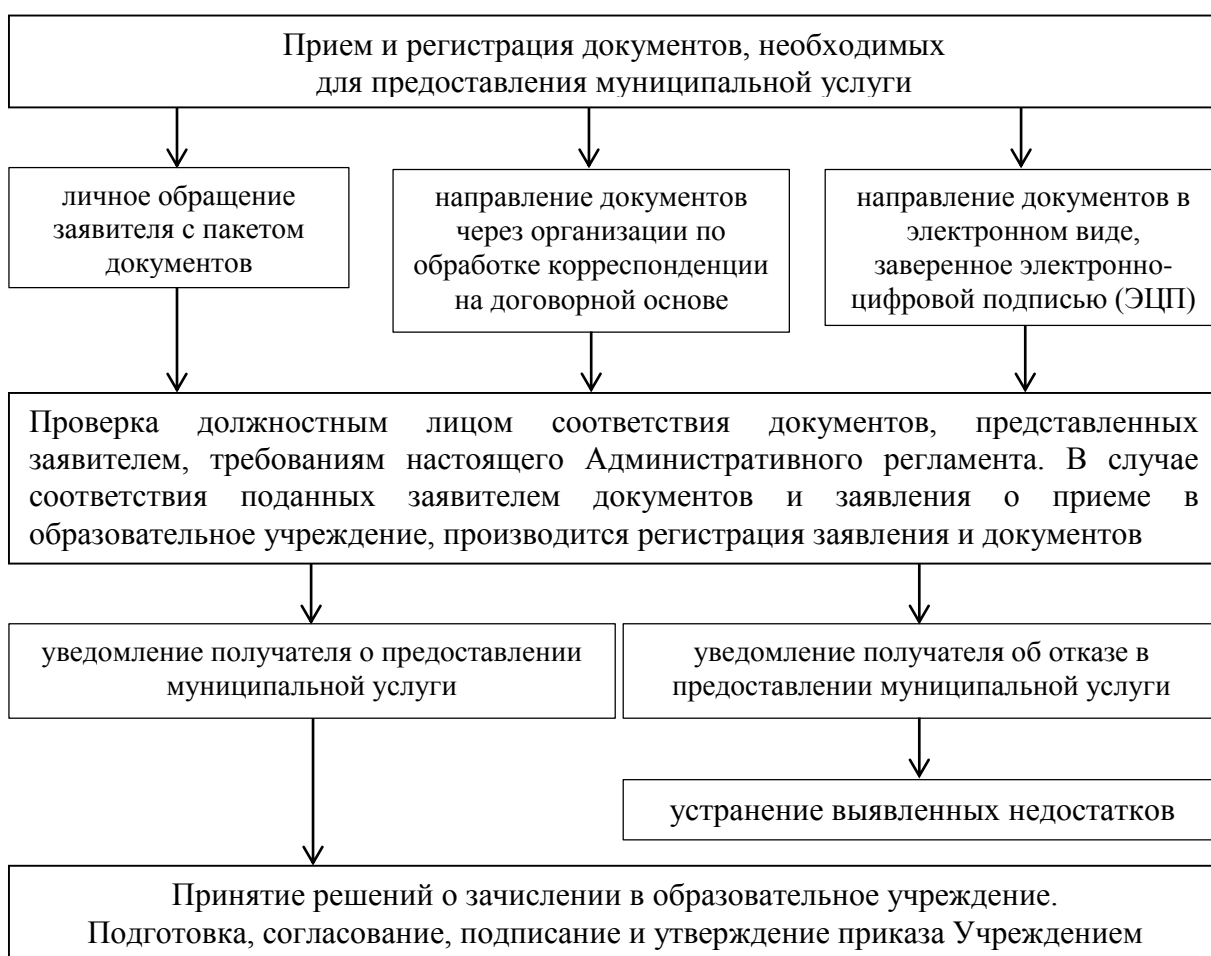 Прием и регистрация документов, необходимых
для предоставления муниципальной услуги
личное обращение
заявителя с пакетом
документов
направление документов
через организации по
обработке корреспонденции
на договорной основе
направление документов в
электронном виде,
заверенное электронно-
цифровой подписью (ЭЦП)
Проверка должностным лицом соответствия документов, представленных
заявителем, требованиям настоящего Административного регламента. В случае
соответствия поданных заявителем документов и заявления о приеме в
образовательное учреждение, производится регистрация заявления и документов
уведомление получателя о предоставлении
муниципальной услуги
уведомление получателя об отказе в
предоставлении муниципальной услуги
устранение выявленных недостатков
Принятие решений о зачислении в образовательное учреждение.
Подготовка, согласование, подписание и утверждение приказа Учреждением